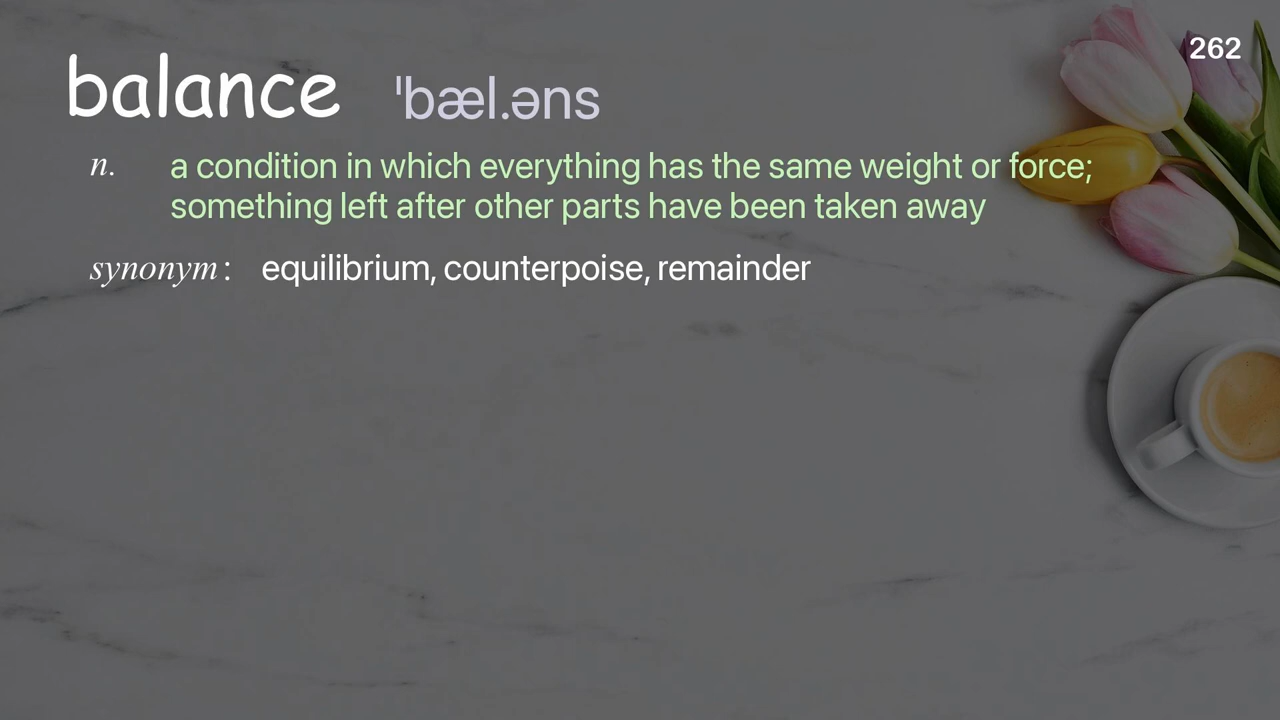 262
balance ˈbæl.əns
n. a condition in which everything has the same weight or force;
something left after other parts have been taken away
synonym: equilibrium, counterpoise, remainder